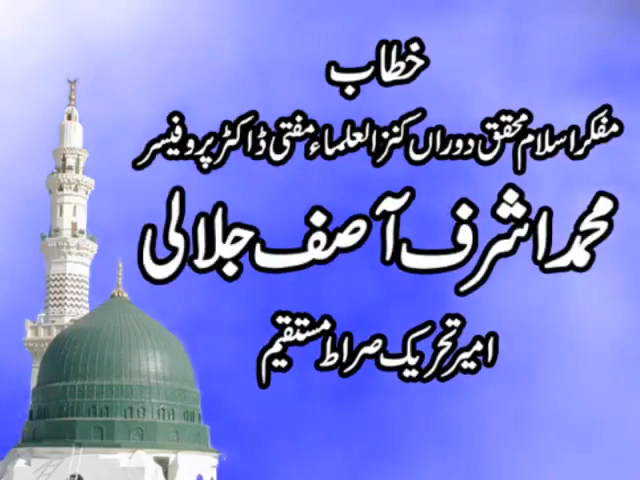 خطاب
مفکر اسلام محقق دوراں کنز العلماء مفتی ڈاکٹر پروفیسر
محمد اشرف آصف جلالی
امیر تحریک صراط مستقیم